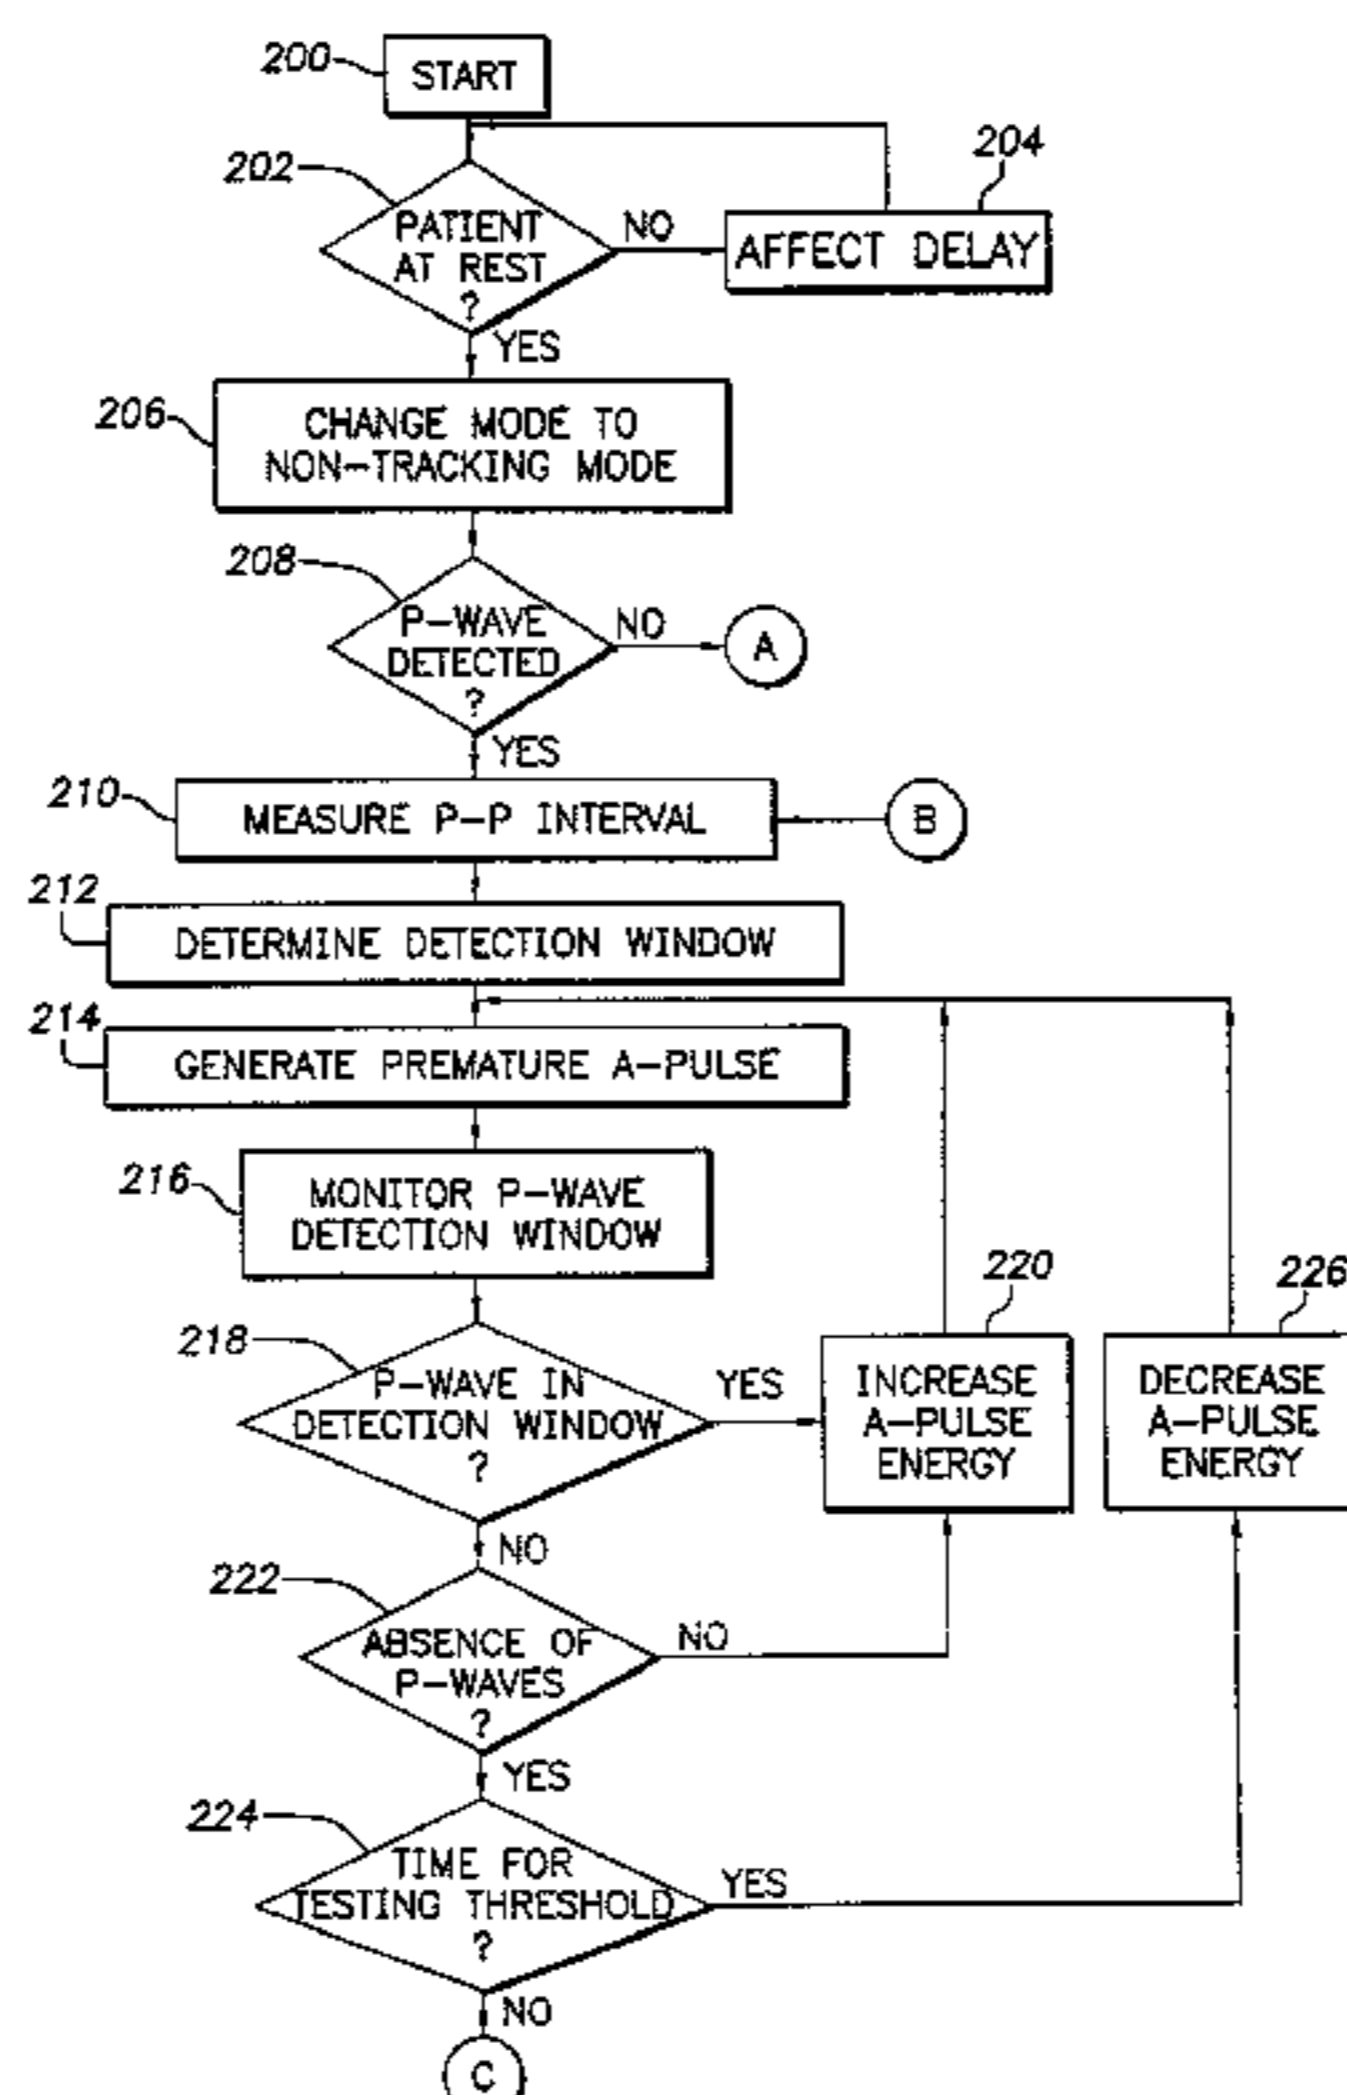 200
START
202
204
PATIENT
AT REST
?
NO
AFFECT DELAY
YES
206
CHANGE MODE TO
NON-TRACKING MODE
208
P-WAVE
DETECTED
?
NO
A
YES
210
MEASURE P-P INTERVAL
B
212
DETERMINE DETECTION WINDOW
214
GENERATE PREMATURE A-PULSE
216
MONITOR P-WAVE
DETECTION WINDOW
218
P-WAVE IN
DETECTION WINDOW
?
YES
220
INCREASE
A-PULSE
ENERGY
226
DECREASE
A-PULSE
ENERGY
NO
222
ABSENCE OF
P-WAVES
?
NO
YES
224
TIME FOR
TESTING THRESHOLD
?
YES
NO
C